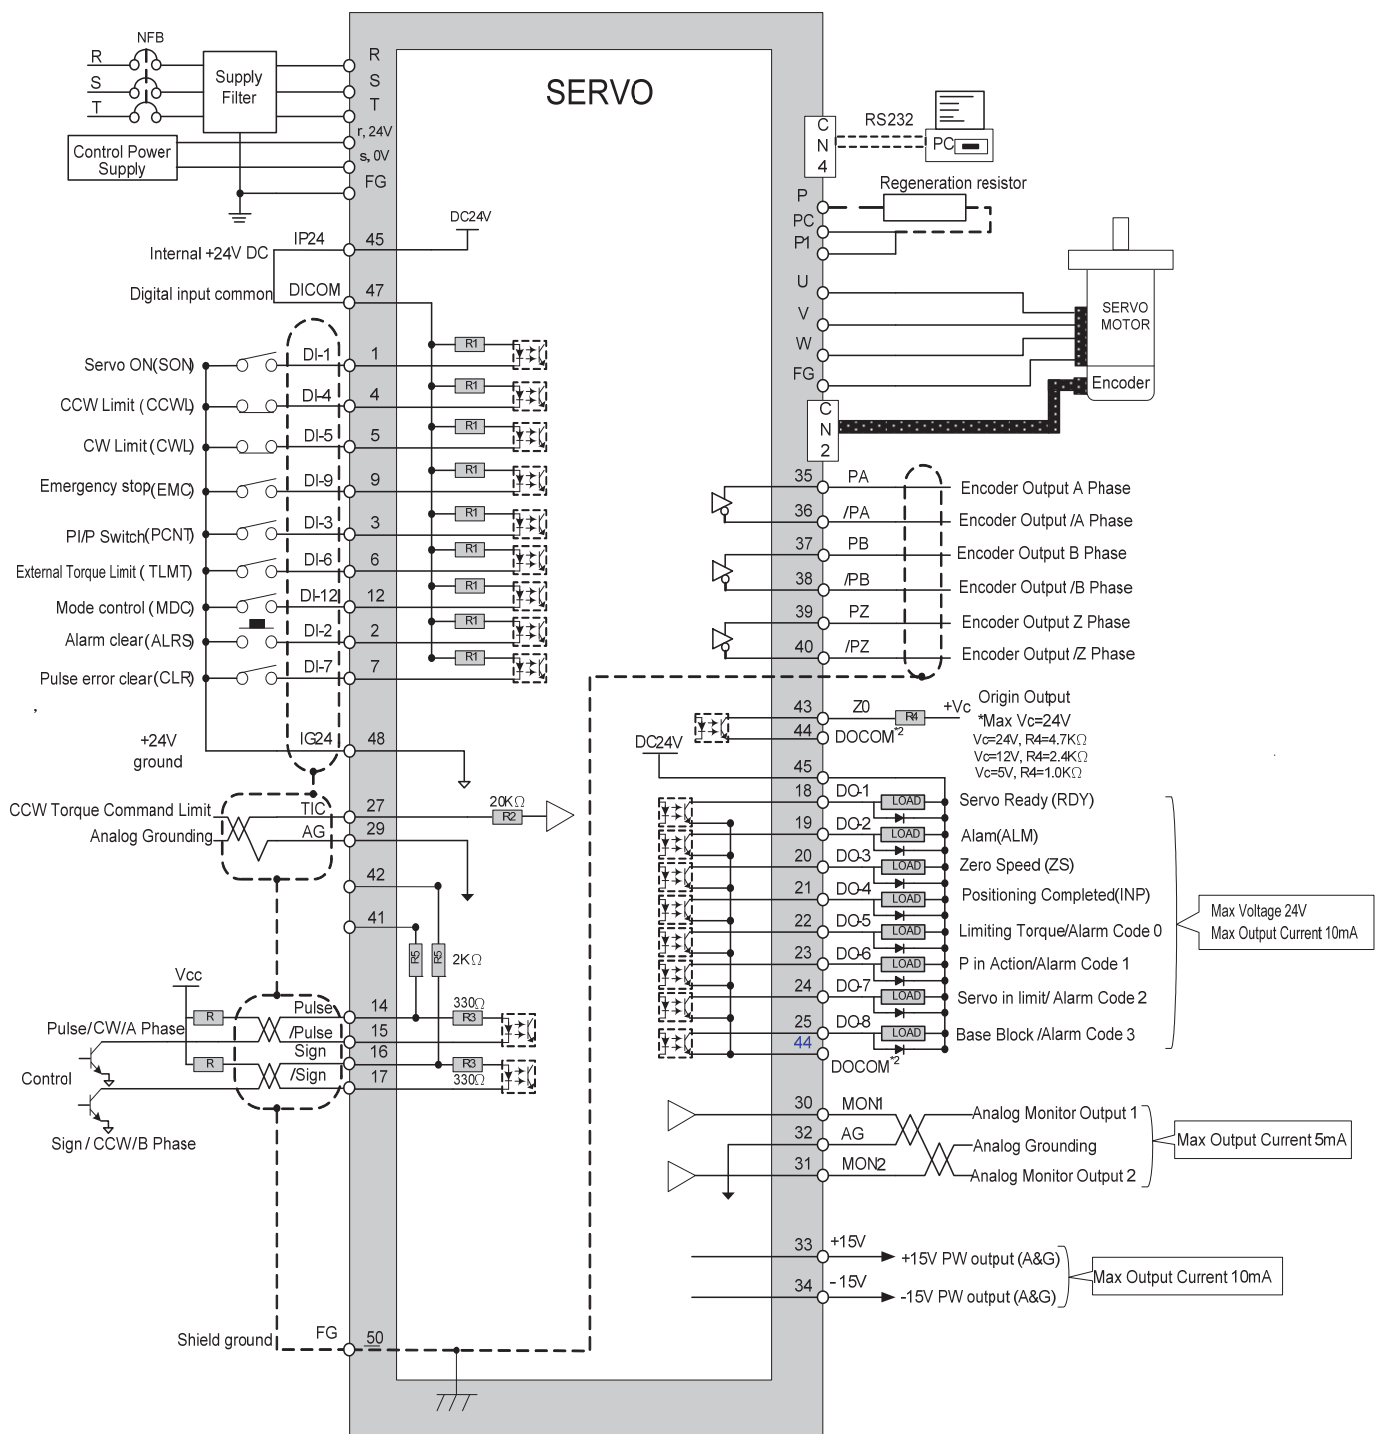 SERVO
NFB
R
S
T
Supply
Filter
R
S
T
r, 24V
s, 0V
FG
Control Power
Supply
Internal +24V DC
IP24
45
DC24V
Digital input common
DICOM
47
Servo ON(SON)
DI-1
1
R1
CCW Limit (CCWL)
DI-4
4
R1
CW Limit (CWL)
DI-5
5
R1
Emergency stop(EMC)
DI-9
9
R1
PI/P Switch(PCNT)
DI-3
3
R1
External Torque Limit ( TLMT)
DI-6
6
R1
Mode control (MDC)
DI-12
12
R1
Alarm clear(ALRS)
DI-2
2
R1
Pulse error clear(CLR)
DI-7
7
R1
,
+24V
ground
IG24
48
CCW Torque Command Limit
TIC
27
20KΩ
R2
Analog Grounding
AG
29
42
41
R5
R5
2KΩ
Vcc
R
Pulse
14
330Ω
R3
Pulse/CW/A Phase
/Pulse
15
Sign
16
R
R3
330Ω
Control
/Sign
17
Sign / CCW/B Phase
Shield ground
FG
50
CN4
RS232
PC
P
PC
P1
Regeneration resistor
U
V
W
FG
SERVO
MOTOR
Encoder
CN2
35
PA
Encoder Output A Phase
36
/PA
Encoder Output /A Phase
37
PB
Encoder Output B Phase
38
/PB
Encoder Output /B Phase
39
PZ
Encoder Output Z Phase
40
/PZ
Encoder Output /Z Phase
43
Z0
R4
+Vc
44
DOCOM*2
Origin Output
*Max Vc=24V
Vc=24V, R4=4.7KΩ
Vc=12V, R4=2.4KΩ
Vc=5V, R4=1.0KΩ
DC24V
45
18
DO-1
LOAD
Servo Ready (RDY)
19
DO-2
LOAD
Alam(ALM)
20
DO-3
LOAD
Zero Speed (ZS)
21
DO-4
LOAD
Positioning Completed(INP)
22
DO-5
LOAD
Limiting Torque/Alarm Code 0
23
DO-6
LOAD
P in Action/Alarm Code 1
24
DO-7
LOAD
Servo in limit/ Alarm Code 2
25
DO-8
LOAD
Base Block /Alarm Code 3
44
DOCOM*2
Max Voltage 24V
Max Output Current 10mA
30
MON1
Analog Monitor Output 1
32
AG
Analog Grounding
31
MON2
Analog Monitor Output 2
Max Output Current 5mA
33
+15V
+15V PW output (A&G)
34
- 15V
-15V PW output (A&G)
Max Output Current 10mA